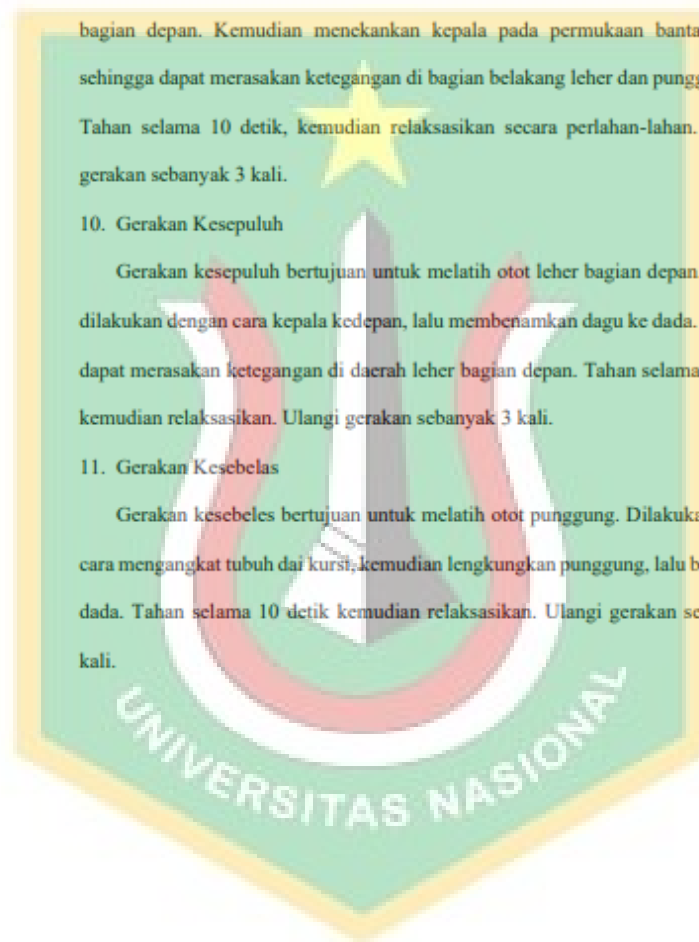 bagian depan. Kemudian menekankan kepala pada permukaan banta
sehingga dapat merasakan ketegangan di bagian belakang leher dan pungg
Tahan selama 10 detik, kemudian relaksasikan secara perlahan-lahan.
gerakan sebanyak 3 kali.
10. Gerakan Kesepuluh
Gerakan kesepuluh bertujuan untuk melatih otot leher bagian depan
dilakukan dengan cara kepala kedepan, lalu membenamkan dagu ke dada.
dapat merasakan ketegangan di daerah leher bagian depan. Tahan selama
kemudian relaksasikan. Ulangi gerakan sebanyak 3 kali.
11. Gerakan Kesebelas
Gerakan kesebeles bertujuan untuk melatih otot punggung. Dilakuka
cara mengangkat tubuh dai kursi, kemudian lengkungkan punggung, lalu b
dada. Tahan selama 10 detik kemudian relaksasikan. Ulangi gerakan se
kali.
UNIVERSITAS NASIONAL